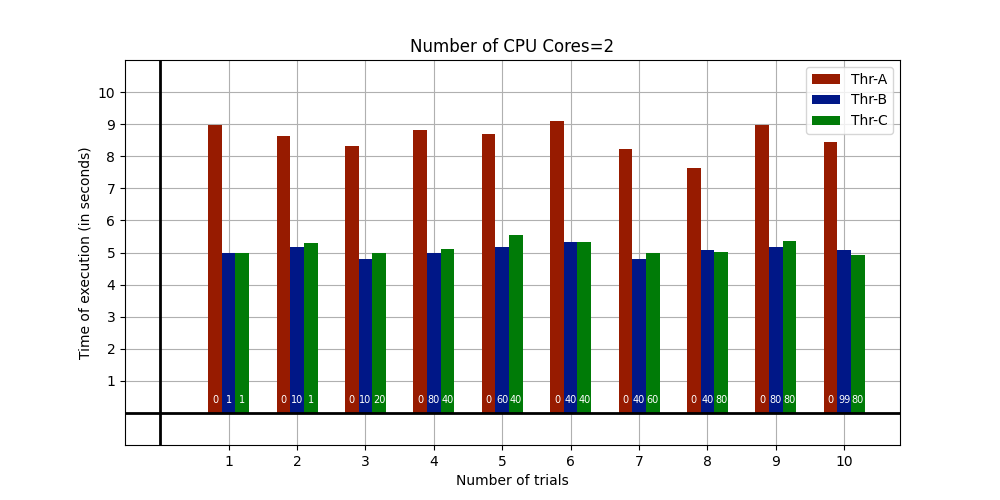 Number of CPU Cores=2
Thr-A
Thr-B
Thr-C
10
9
8
7
6
5
4
3
2
1
Time of execution (in seconds)
0 1 1 0 10 1 0 10 20 0 80 40 0 60 40 0 40 40 0 40 60 0 40 80 0 80 80 0 99 80
1 2 3 4 5 6 7 8 9 10
Number of trials